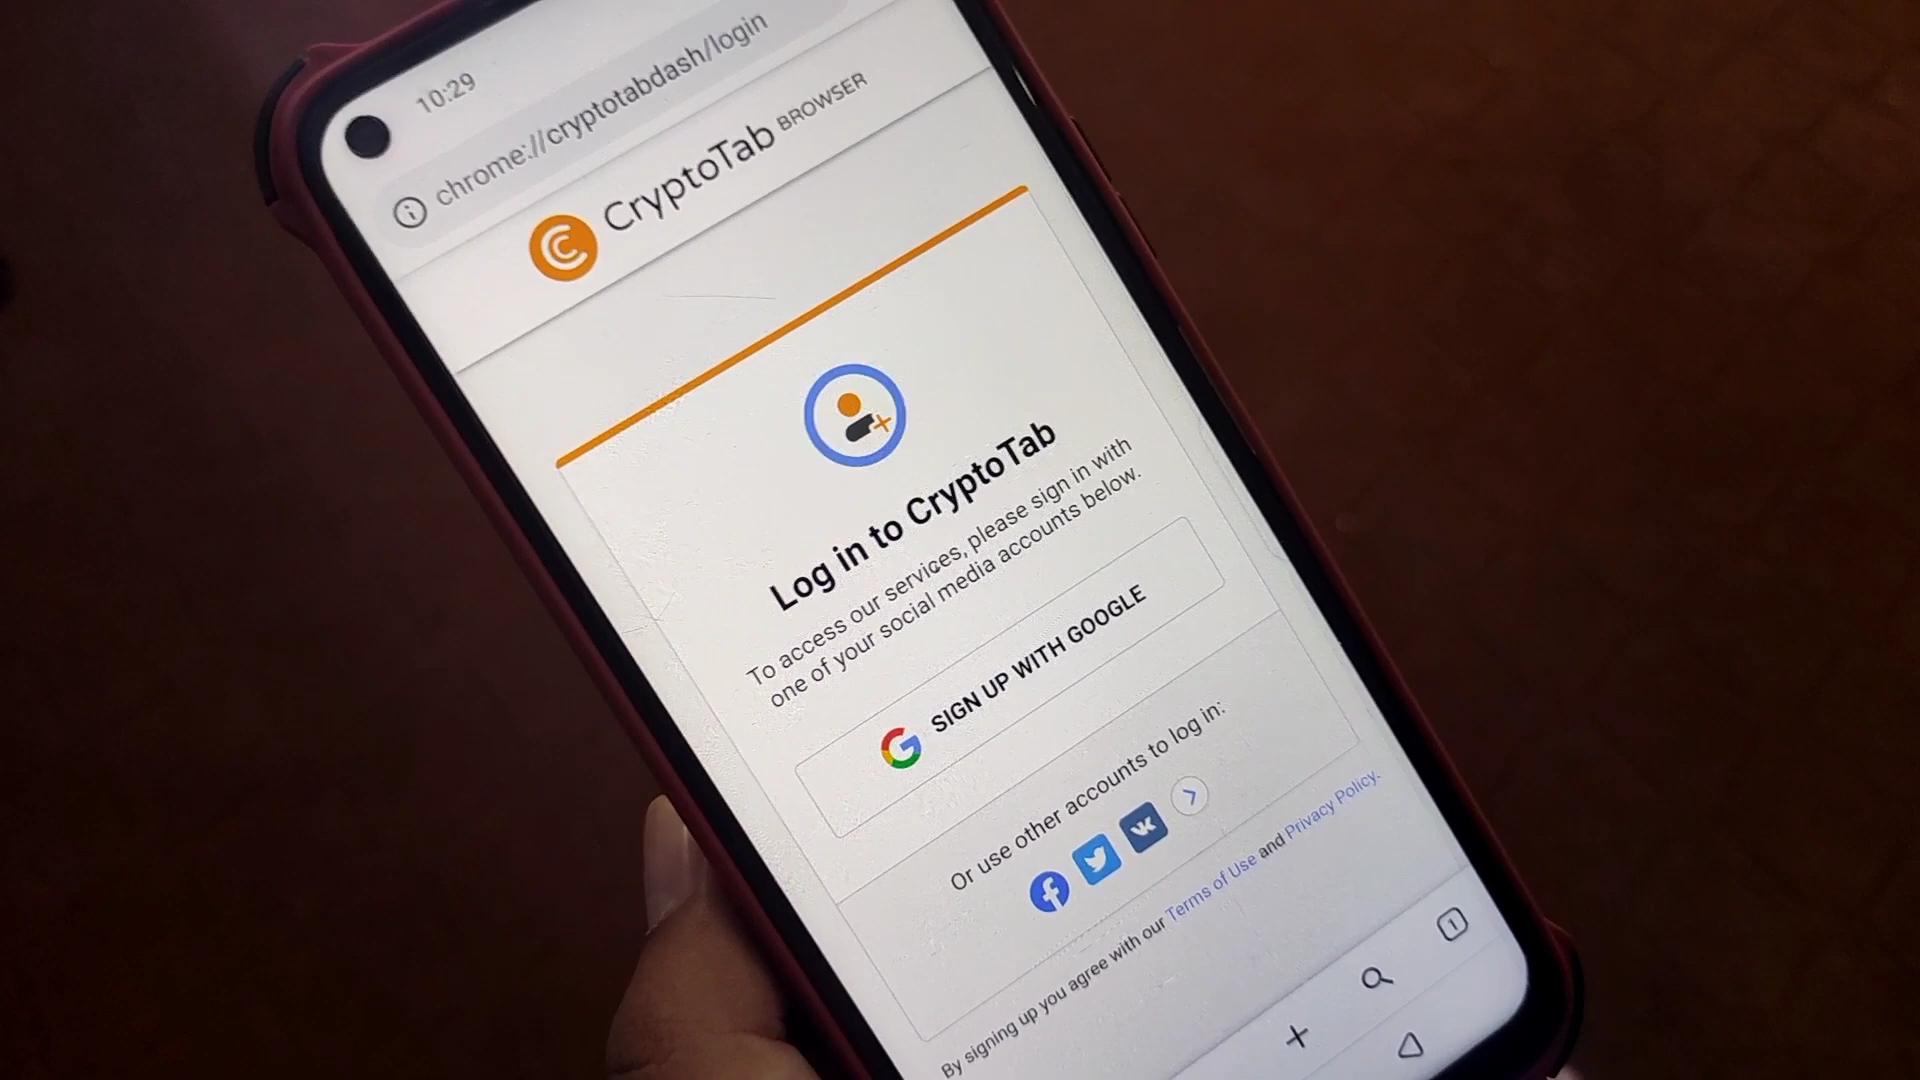 10:29
chrome://cryptotabdash/login
CryptoTab BROWSER
Log in to CryptoTab
To access our services, please sign in with
one of your social media accounts below.
SIGN UP WITH GOOGLE
Or use other accounts to log in:
By signing up you agree with our Terms of Use and Privacy Policy.
1